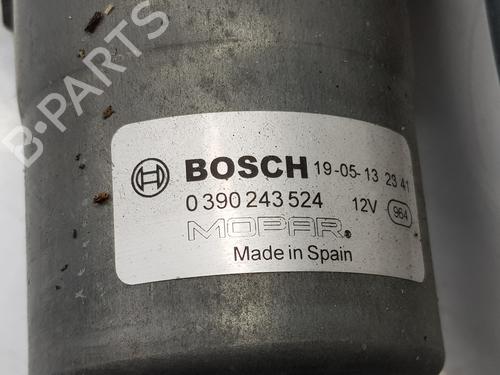 B-PARTS
BOSCH 19-05-13 23 41
0 390 243 524 12V 964
MOPAR
Made in Spain